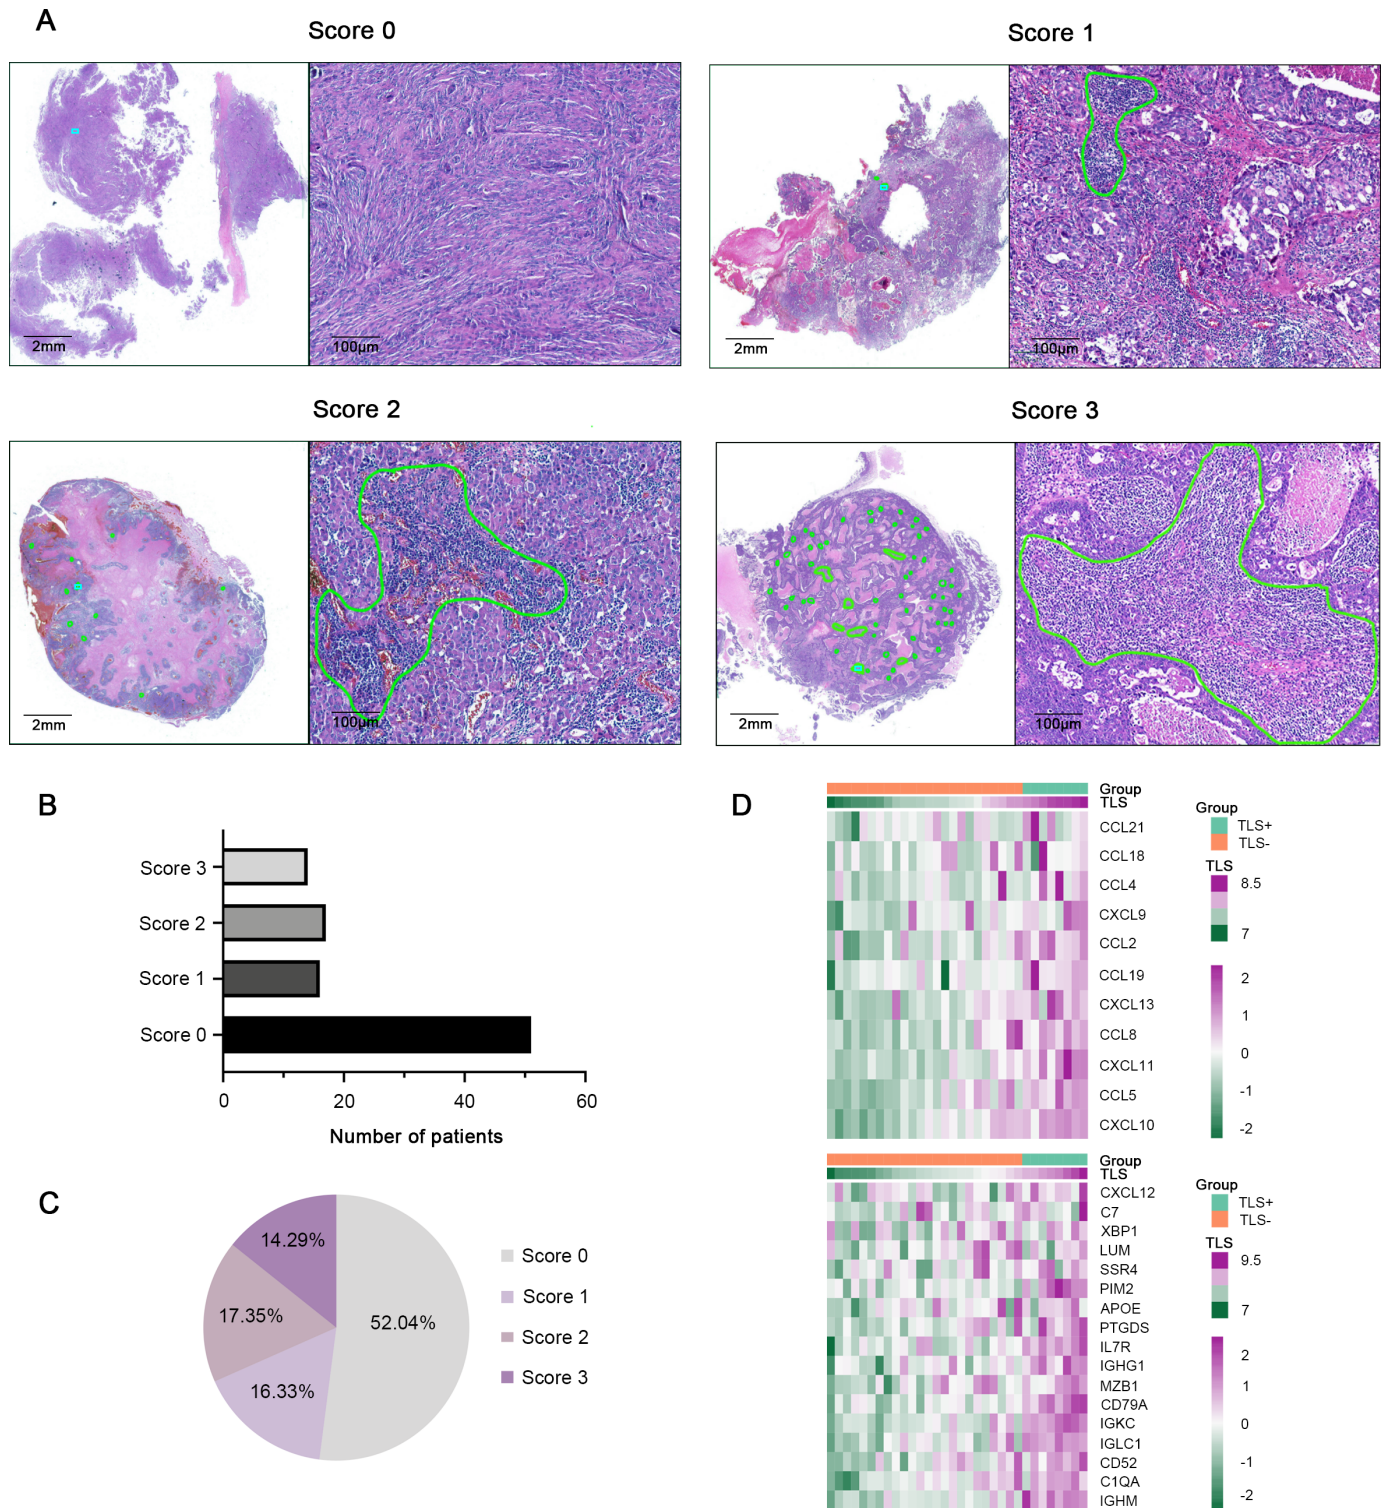 A
Score 0
Score 1
2mm
100μm
2mm
100μm
Score 2
Score 3
2mm
100μm
2mm
100μm
B
Score 3
Score 2
Score 1
Score 0
0 20 40 60
Number of patients
C
14.29%
17.35%
16.33%
52.04%
Score 0
Score 1
Score 2
Score 3
D
Group
TLS
CCL21
CCL18
CCL4
CXCL9
CCL2
CCL19
CXCL13
CCL8
CXCL11
CCL5
CXCL10
Group
TLS+
TLS-
TLS
8.5
7
2
1
0
-1
-2
Group
TLS
CXCL12
C7
XBP1
LUM
SSR4
PIM2
APOE
PTGDS
IL7R
IGHG1
MZB1
CD79A
IGKC
IGLC1
CD52
C1QA
IGHM
Group
TLS+
TLS-
TLS
9.5
7
2
1
0
-1
-2